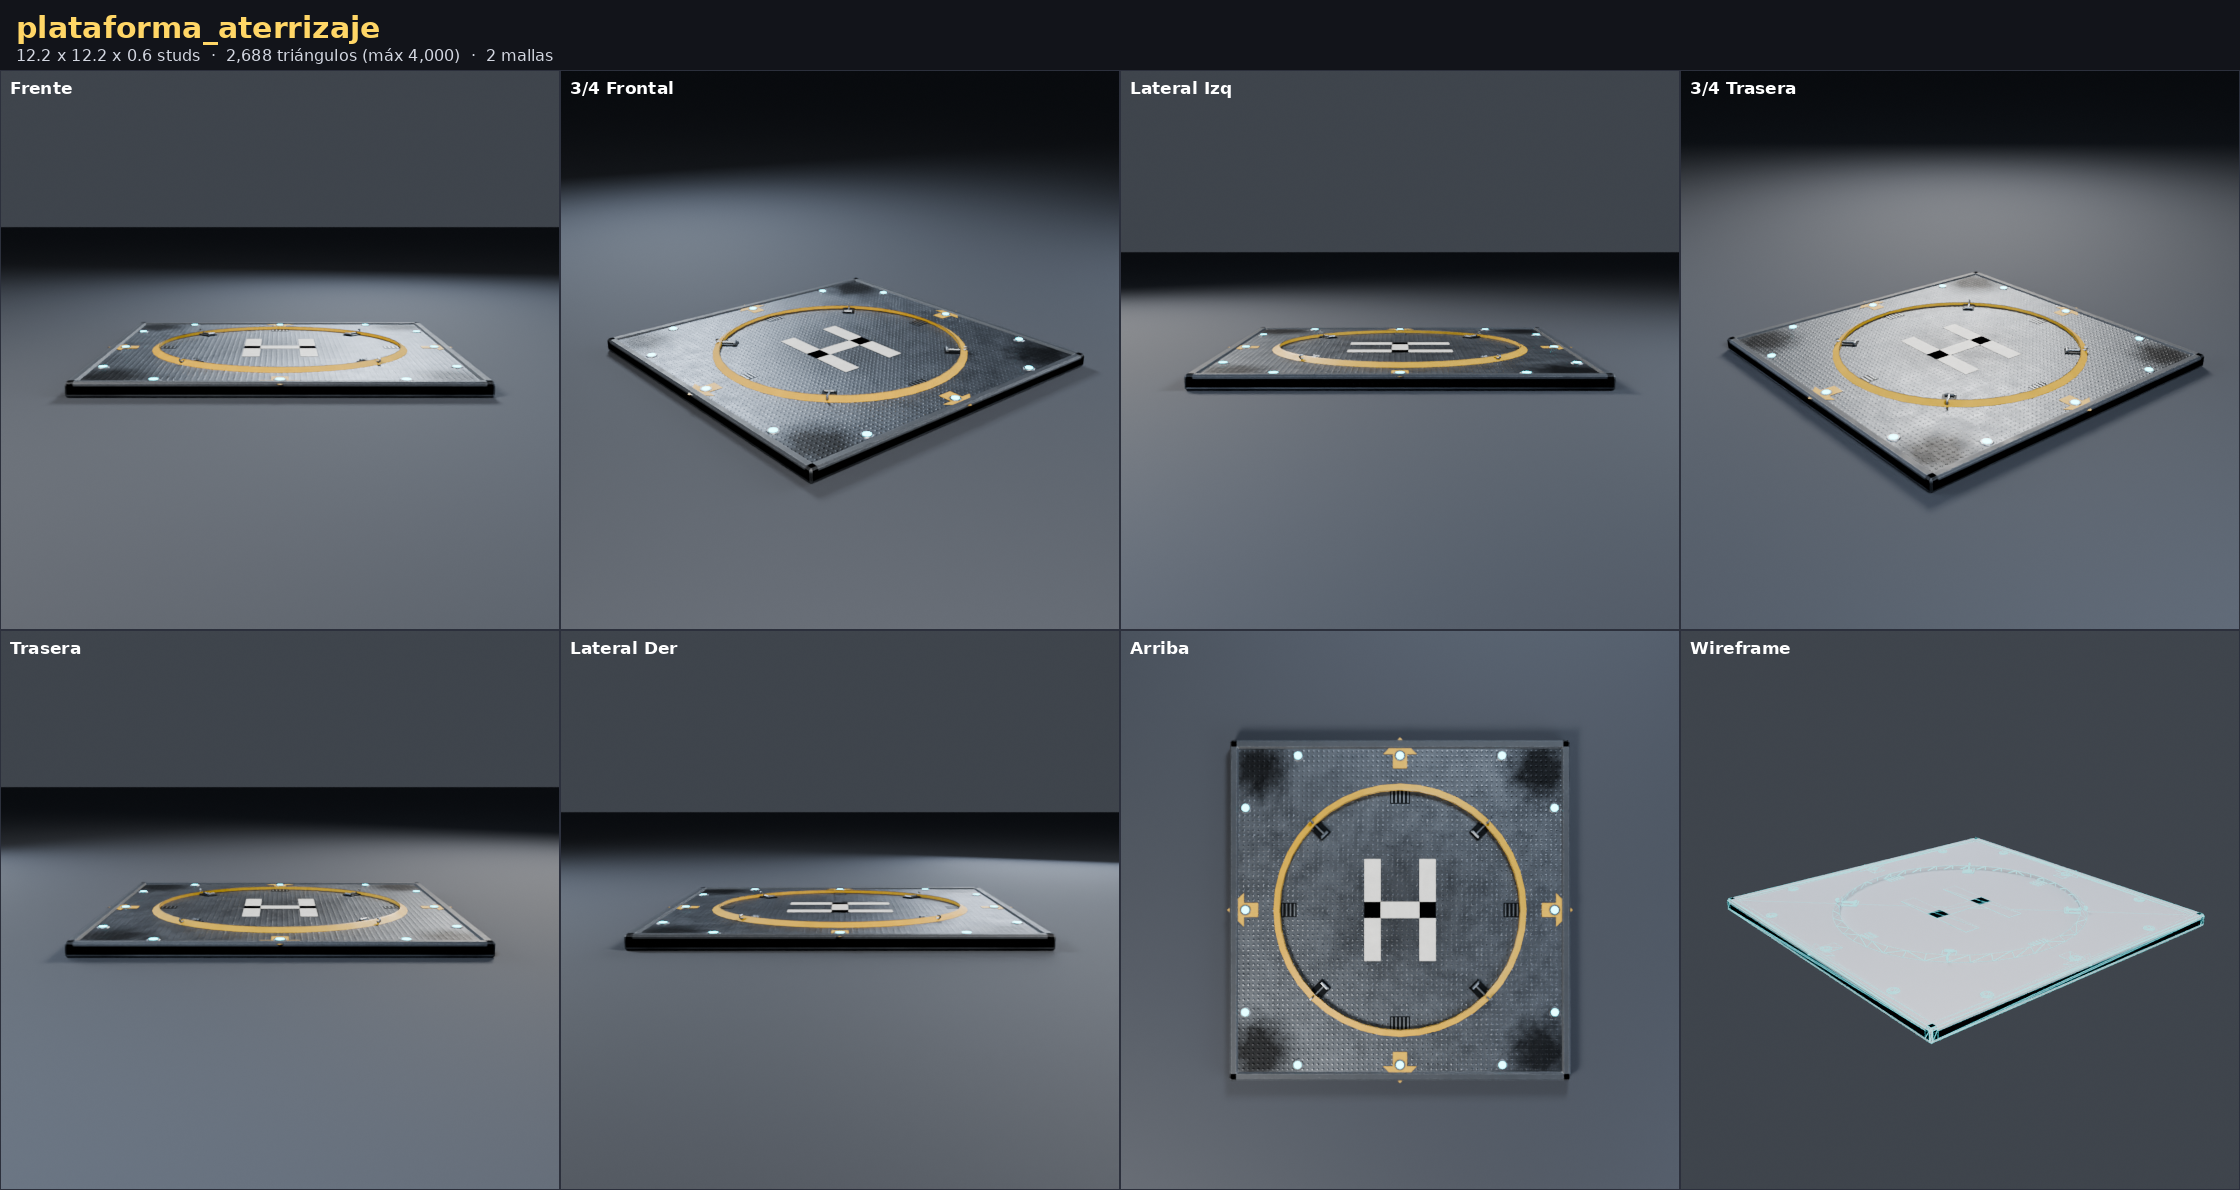 plataforma_aterrizaje
12.2 x 12.2 x 0.6 studs · 2,688 triángulos (máx 4,000) · 2 mallas
Frente
3/4 Frontal
Lateral Izq
3/4 Trasera
H
H
H
H
Trasera
Lateral Der
Arriba
Wireframe
H
H
H